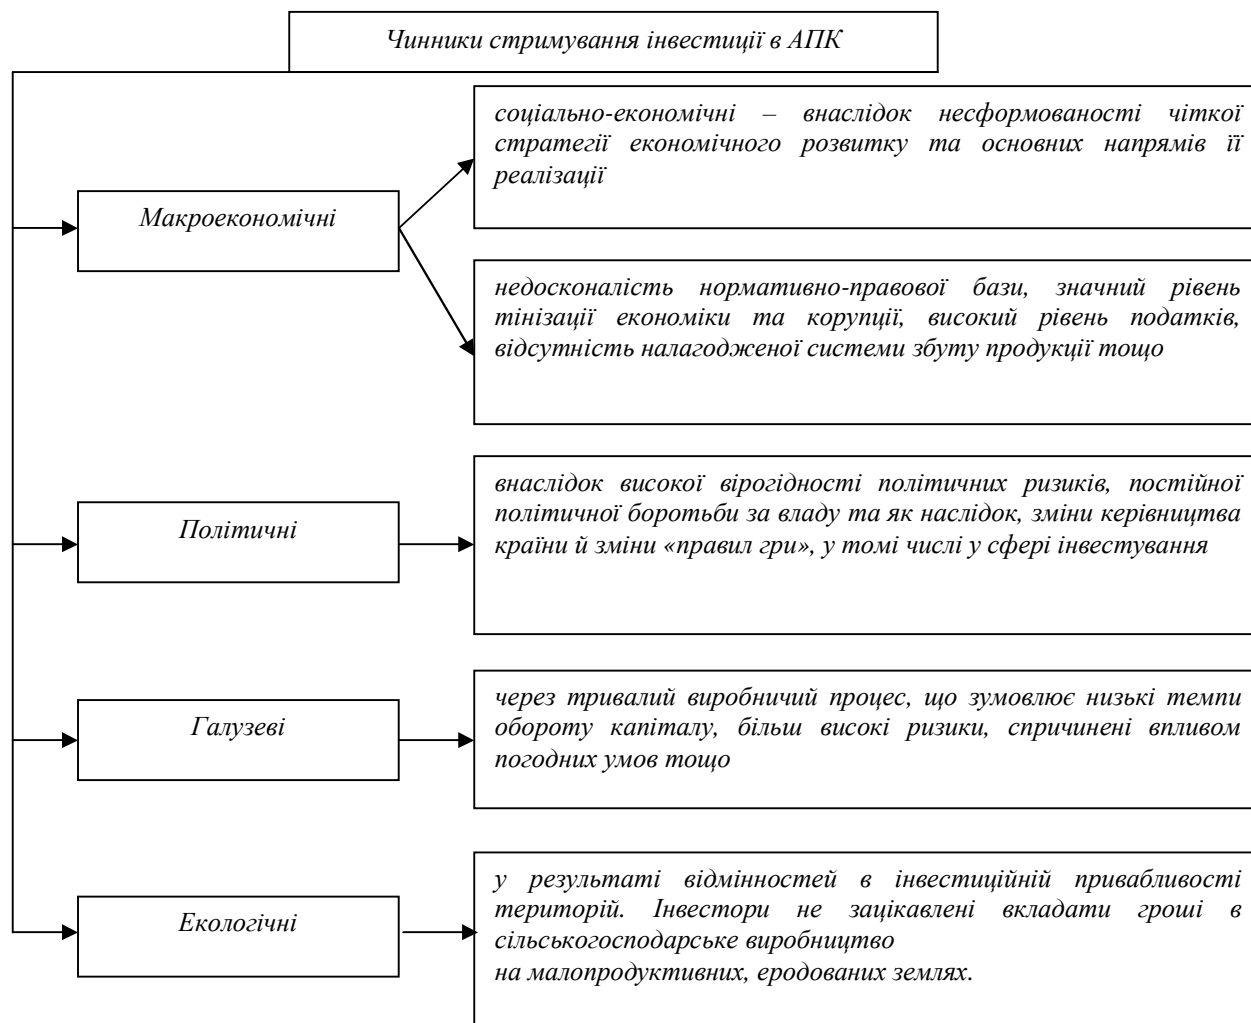 Чинники стримування інвестиції в АПК
соціально-економічні – внаслідок несформованості чіткої
стратегії економічного розвитку та основних напрямів її
реалізації
Макроекономічні
недосконалість нормативно-правової бази, значний рівень
тінізації економіки та корупції, високий рівень податків,
відсутність налагодженої системи збуту продукції тощо
Політичні
внаслідок високої вірогідності політичних ризиків, постійної
політичної боротьби за владу та як наслідок, зміни керівництва
країни й зміни «правил гри», у томі числі у сфері інвестування
Галузеві
через тривалий виробничий процес, що зумовлює низькі темпи
обороту капіталу, більш високі ризики, спричинені впливом
погодних умов тощо
Екологічні
у результаті відмінностей в інвестиційній привабливості
територій. Інвестори не зацікавлені вкладати гроші в
сільськогосподарське виробництво
на малопродуктивних, еродованих землях.